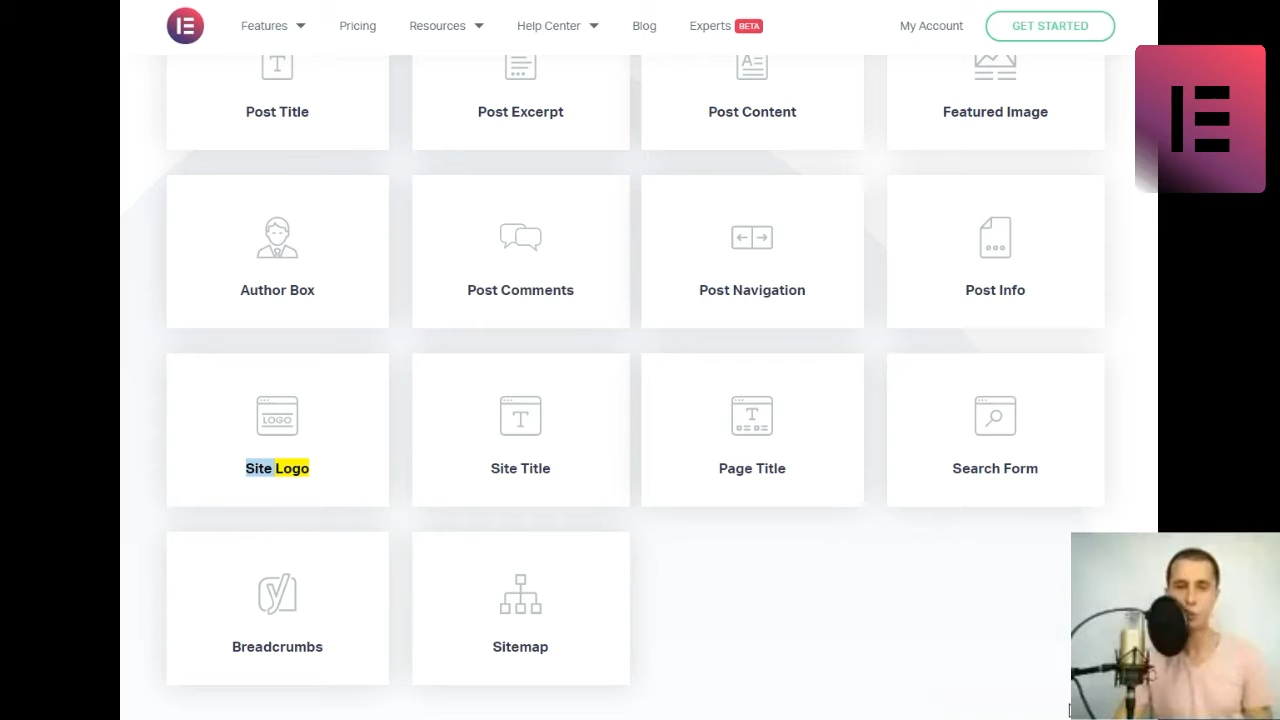 Features Pricing Resources Help Center Blog Experts BETA My Account GET STARTED
Post Title Post Excerpt Post Content Featured Image
Author Box Post Comments Post Navigation Post Info
LOGO
Site Logo Site Title Page Title Search Form
Breadcrumbs Sitemap